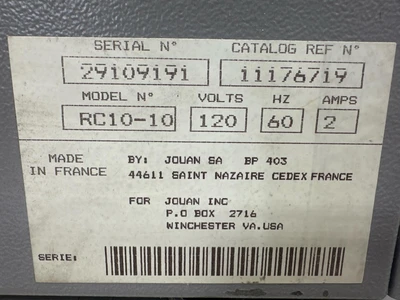 SERIAL N° CATALOG REF N°
29109191 11176719
MODEL N° VOLTS HZ AMPS
RC10-10 120 60 2
MADE IN FRANCE
BY: JOUAN SA BP 403
44611 SAINT NAZAIRE CEDEX FRANCE
FOR JOUAN INC
P.O BOX 2716
WINCHESTER VA.USA
SERIE: